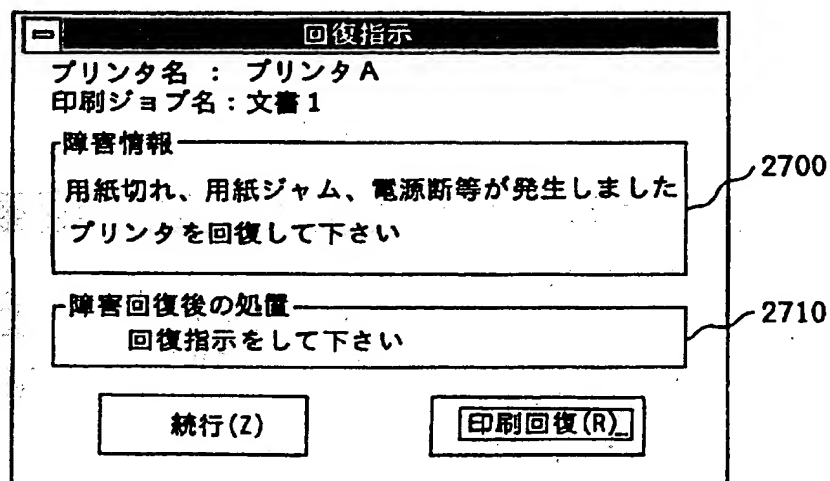 回復指示
プリンタ名 : プリンタA
印刷ジョブ名:文書1
障害情報
用紙切れ、用紙ジャム、電源断等が発生しました
プリンタを回復して下さい
2700
障害回復後の処置
回復指示をして下さい
2710
続行(Z)
印刷回復(R)